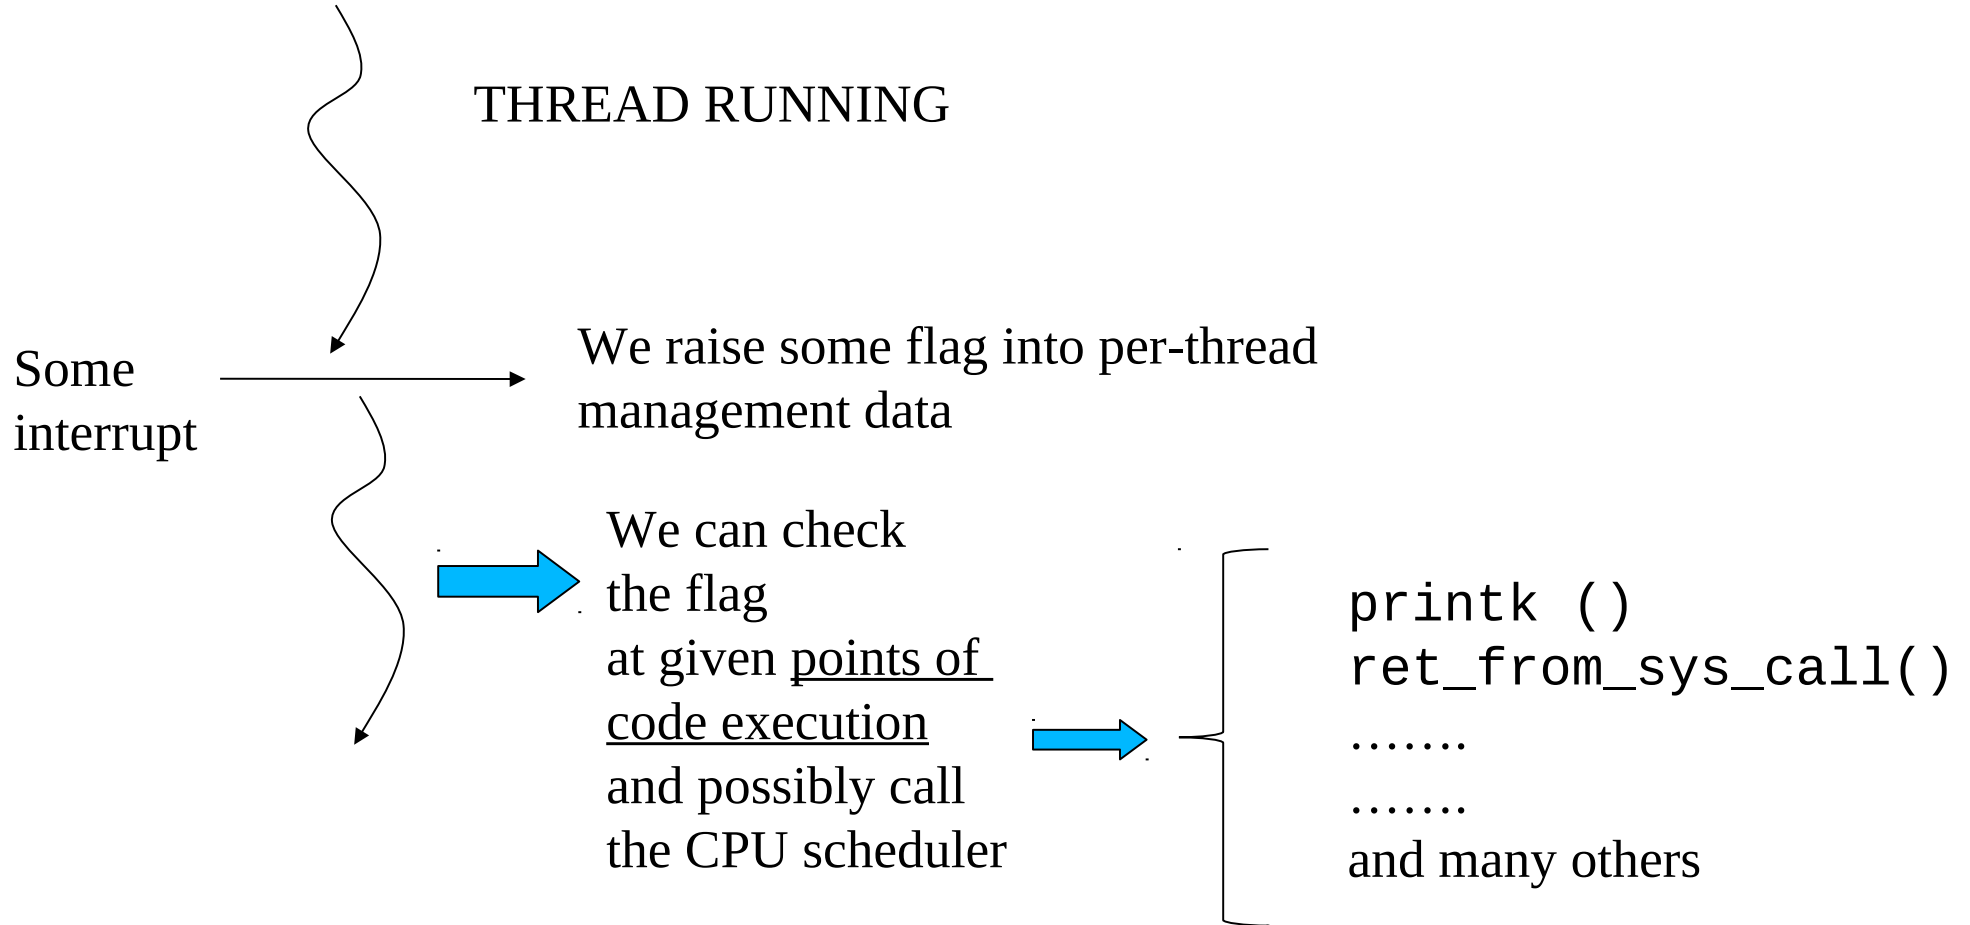 THREAD RUNNING
Some
interrupt
We raise some flag into per-thread
management data
We can check
the flag
at given points of
code execution
and possibly call
the CPU scheduler
printk ()
ret_from_sys_call()
…….
…….
and many others